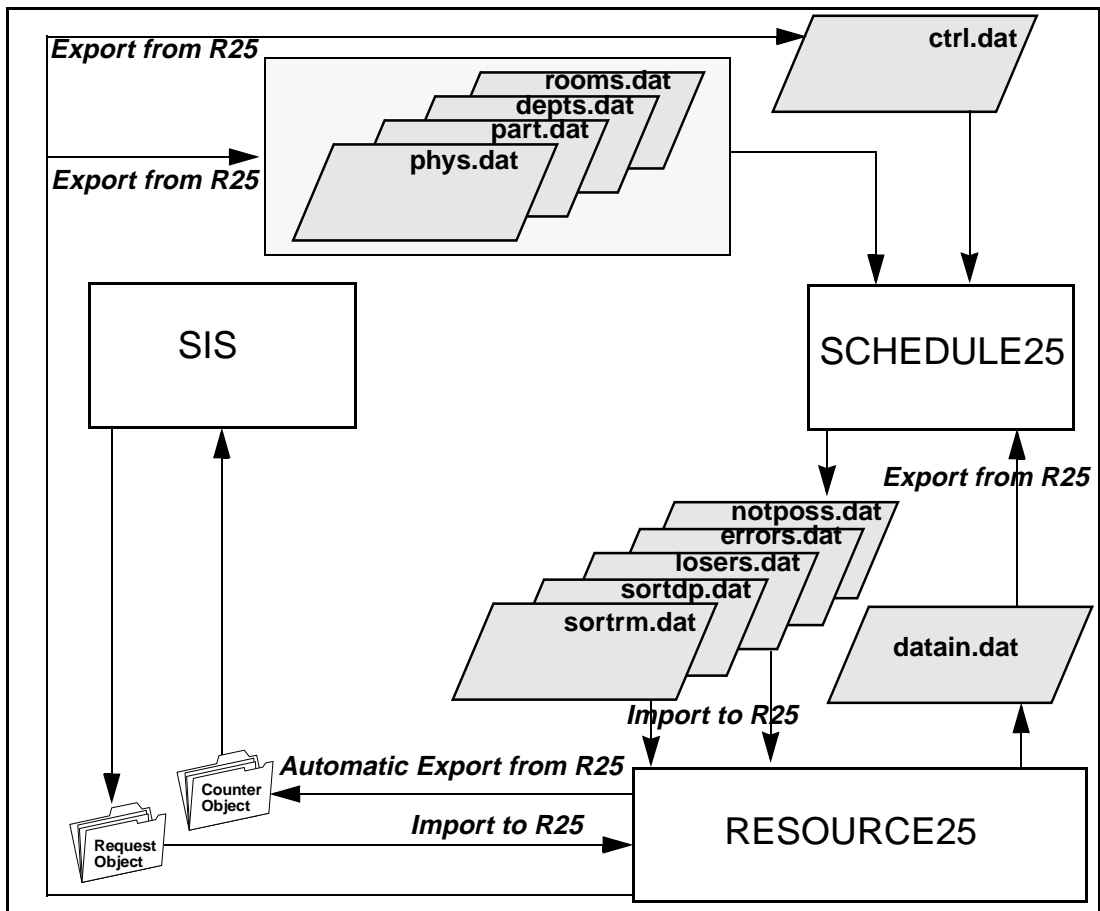 Export from R25
ctrl.dat
rooms.dat
depts.dat
part.dat
phys.dat
Export from R25
SIS
SCHEDULE25
Export from R25
notposs.dat
errors.dat
losers.dat
sortdp.dat
sortrm.dat
datain.dat
Import to R25
Automatic Export from R25
Counter
Object
Import to R25
Request
Object
RESOURCE25